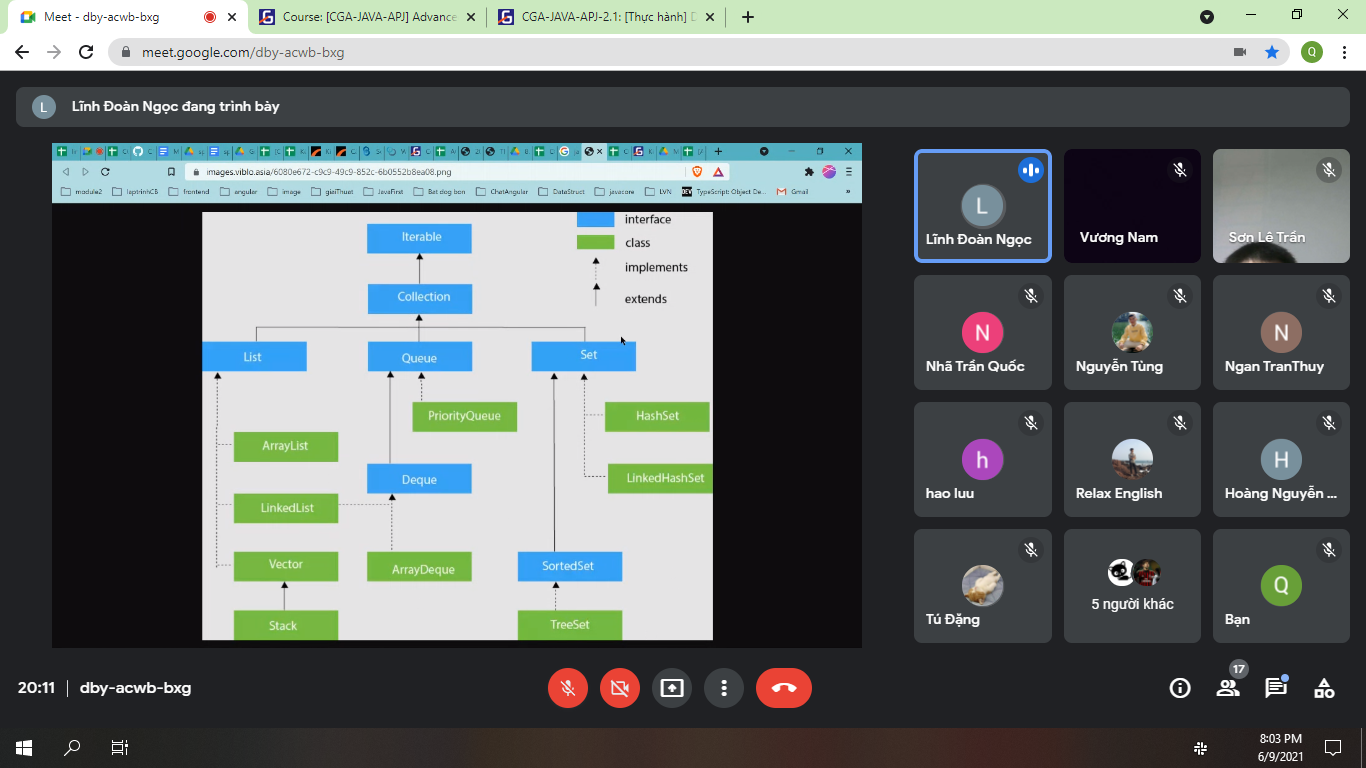 Meet - dby-acwb-bxg
Course: [CGA-JAVA-APJ] Advance
CGA-JAVA-APJ-2.1: [Thực hành]
meet.google.com/dby-acwb-bxg
Q
L
Lĩnh Đoàn Ngọc đang trình bày
images.viblo.asia/6080e672-c9c9-49c9-852c-6b0552b8ea08.png
module2
laptrinhCB
frontend
angular
image
giaiThuat
JavaFirst
Bat dog bon
ChatAngular
DataStruct
javacore
LVN
TypeScript: Object De...
Gmail
»
interface
class
implements
extends
Iterable
Collection
List
Queue
Set
PriorityQueue
HashSet
ArrayList
Deque
LinkedHashSet
LinkedList
Vector
ArrayDeque
SortedSet
Stack
TreeSet
L
Lĩnh Đoàn Ngọc
Vương Nam
Sơn Lê Trần
N
Nhã Trần Quốc
Nguyễn Tùng
N
Ngan TranThuy
h
hao luu
Relax English
H
Hoàng Nguyễn ...
Tú Đặng
5 người khác
Q
Bạn
20:11 | dby-acwb-bxg
17
8:03 PM
6/9/2021